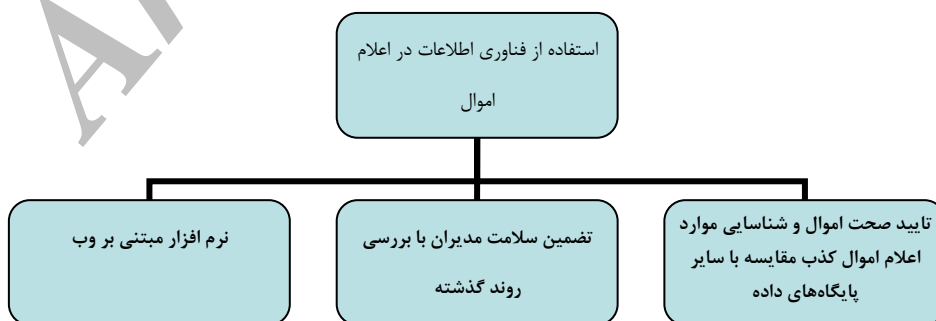 استفاده از فناوری اطلاعات در اعلام
اموال
تایید صحت اموال و شناسایی موارد
اعلام اموال کذب مقایسه با سایر
پایگاه‌های داده
تضمین سلامت مدیران با بررسی
روند گذشته
نرم افزار مبتنی بر وب